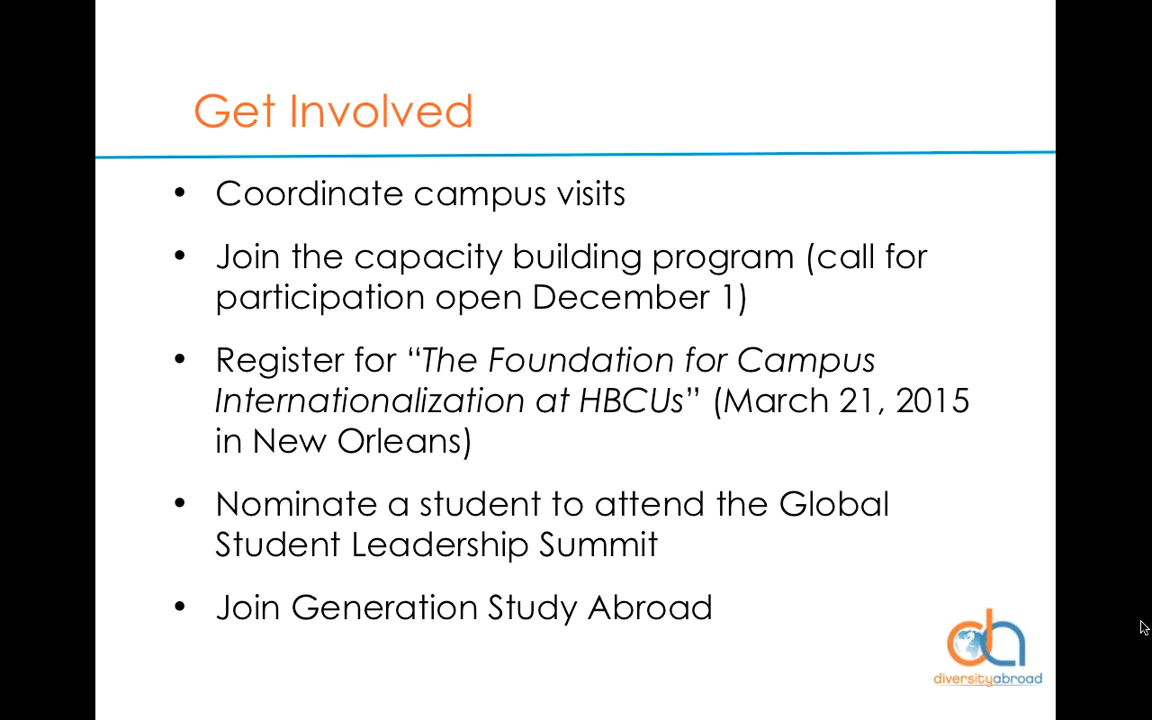 Get Involved
• Coordinate campus visits
• Join the capacity building program (call for
participation open December 1)
• Register for “The Foundation for Campus
Internationalization at HBCUs” (March 21, 2015
in New Orleans)
• Nominate a student to attend the Global
Student Leadership Summit
• Join Generation Study Abroad
da
diversityabroad